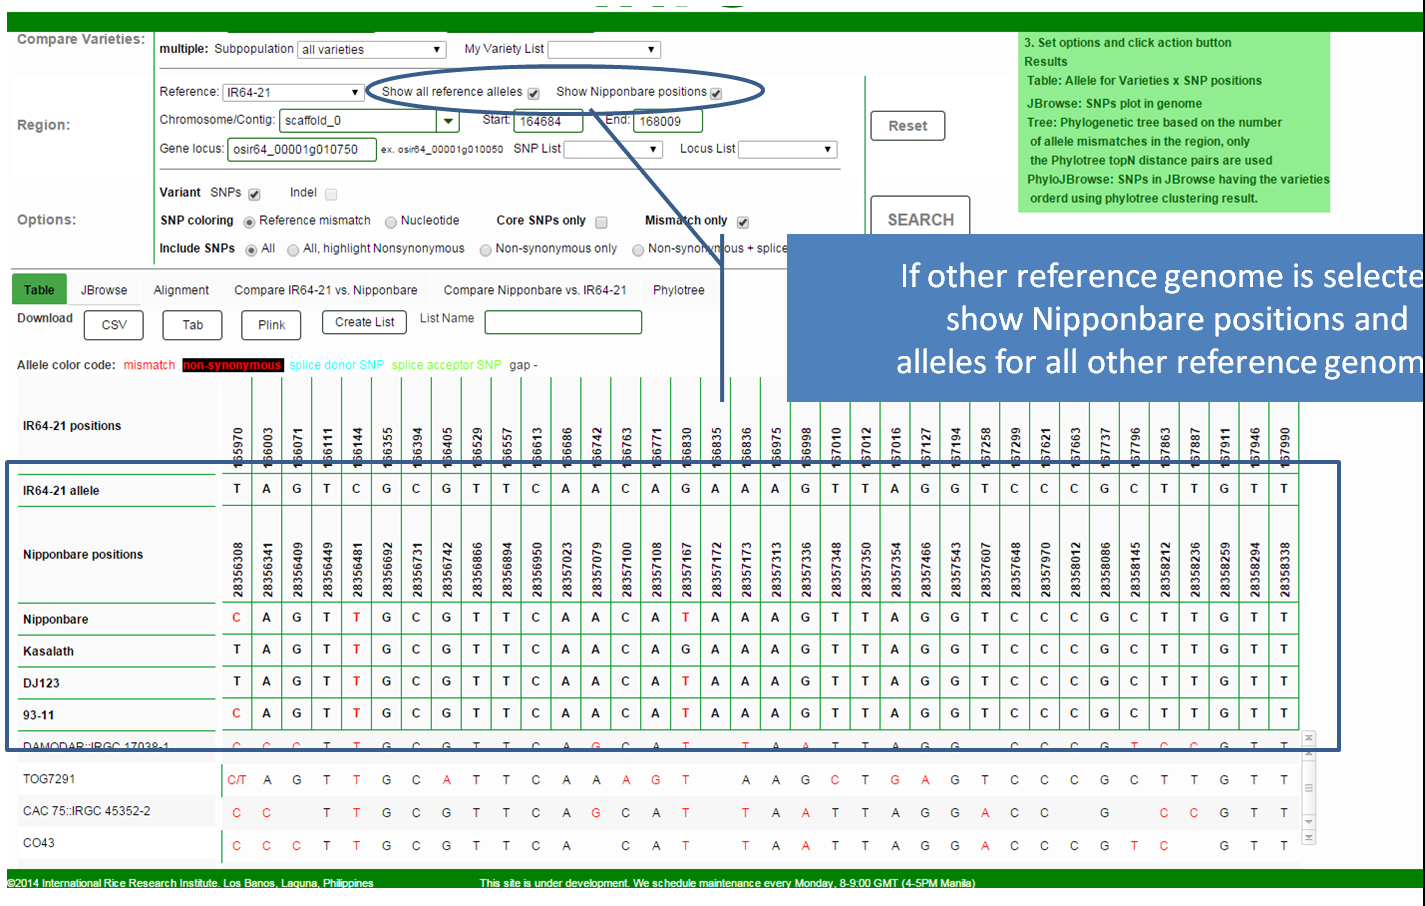 Compare Varieties:
multiple: Subpopulation all varieties My Variety List
3. Set options and click action button
Results
Table: Allele for Varieties x SNP positions
JBrowse: SNPs plot in genome
Tree: Phylogenetic tree based on the number
of allele mismatches in the region, only
the Phylotree topN distance pairs are used
PhyloJBrowse: SNPs in JBrowse having the varieties
orderd using phylotree clustering result.
Region:
Reference: IR64-21 Show all reference alleles Show Nipponbare positions
Chromosome/Contig: scaffold_0 Start: 164684 End: 168009
Gene locus: osir64_00001g010750 ex. osir64_00001g010050 SNP List Locus List
Reset
Options:
Variant SNPs Indel
SNP coloring Reference mismatch Nucleotide Core SNPs only Mismatch only
Include SNPs All All, highlight Nonsynonymous Non-synonymous only Non-synonymous + splice
SEARCH
If other reference genome is selecte
show Nipponbare positions and
alleles for all other reference genom
Table JBrowse Alignment Compare IR64-21 vs. Nipponbare Compare Nipponbare vs. IR64-21 Phylotree
Download CSV Tab Plink Create List List Name
Allele color code: mismatch non-synonymous splice donor SNP splice acceptor SNP gap -
IR64-21 positions 165970 166003 166071 166111 166144 166355 166394 166405 166529 166557 166613 166686 166742 166763 166771 166830 166835 166836 166975 166998 167010 167012 167016 167127 167194 167258 167299 167621 167663 167737 167796 167863 167887 167911 167946 167990
IR64-21 allele T A G T C G C G T T C A A C A G A A A G T T A G G T C C C G C T T G T T
Nipponbare positions 28356308 28356341 28356409 28356449 28356481 28356692 28356731 28356742 28356866 28356894 28356950 28357023 28357079 28357100 28357108 28357167 28357172 28357173 28357313 28357336 28357348 28357350 28357354 28357466 28357543 28357607 28357648 28357970 28358012 28358086 28358145 28358212 28358236 28358259 28358294 28358338
Nipponbare C A G T T G C G T T C A A C A T A A A G T T A G G T C C C G C T T G T T
Kasalath T A G T T G C G T T C A A C A G A A A G T T A G G T C C C G C T T G T T
DJ123 T A G T T G C G T T C A A C A T A A A G T T A G G T C C C G C T T G T T
93-11 C A G T T G C G T T C A A C A T A A A G T T A G G T C C C G C T T G T T
DAMODAR::IRGC 17038-1 C C C T T G C G T T C A G C A T T A A T T A G G C C C G T C C G T T
TOG7291 C/T A G T T G C A T T C A A A G T A A G C T G A G T C C C G C T T G T T
CAC 75::IRGC 45352-2 C C T T G C G T T C A G C A T T A A T T A G G A C C G C C G T T
CO43 C C C T T G C G T T C A C A T T A A T T A G G A C C C G T C G T T
©2014 International Rice Research Institute. Los Banos, Laguna, Philippines This site is under development. We schedule maintenance every Monday, 8-9:00 GMT (4-5PM Manila)